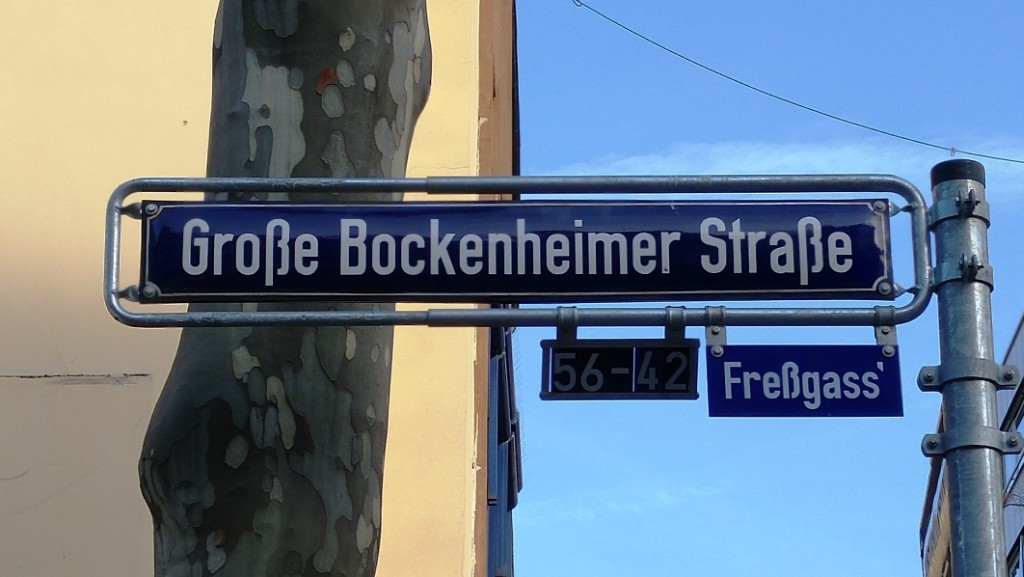 Große Bockenheimer Straße
56-42
Freßgass'